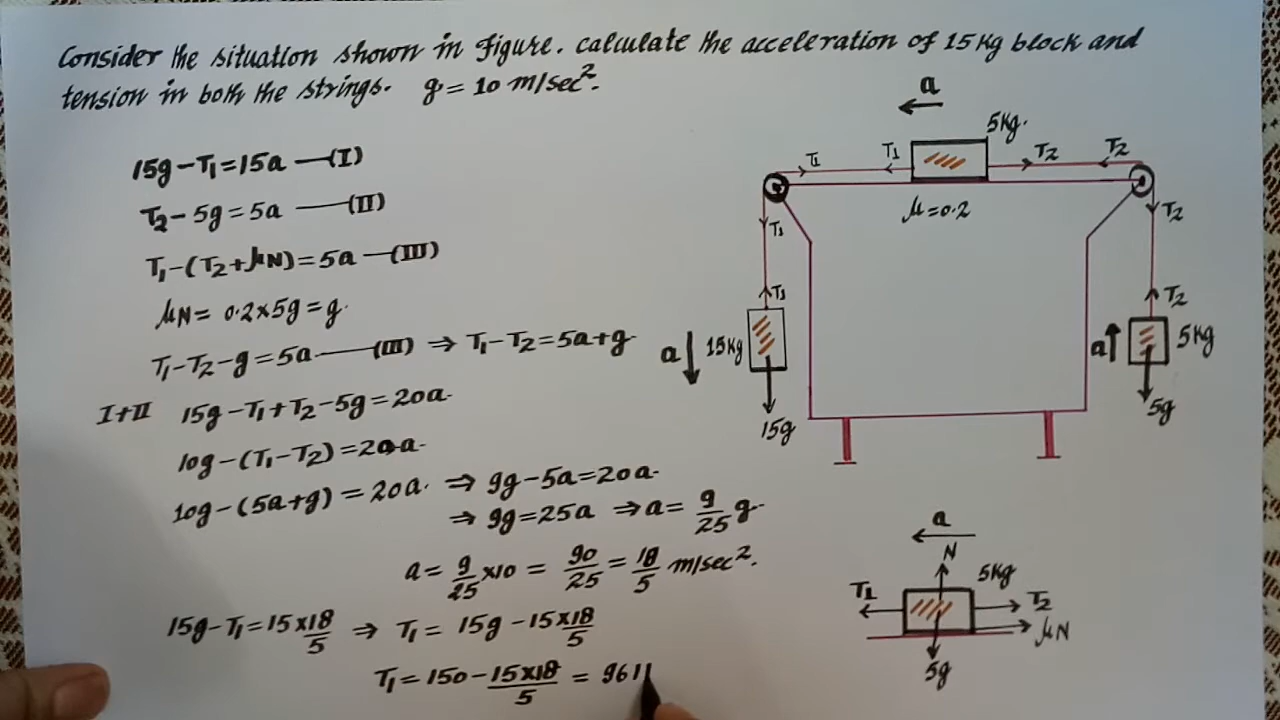 Consider the situation shown in figure. calculate the acceleration of 15 Kg block and
tension in both the strings. g = 10 m/sec².
15g - T₁ = 15a —(I)
T₂ - 5g = 5a —(II)
T₁ - (T₂ + μN) = 5a —(III)
μN = 0.2×5g = g.
T₁ - T₂ - g = 5a —(III) ⇒ T₁ - T₂ = 5a + g
I+II 15g - T₁ + T₂ - 5g = 20a.
10g - (T₁ - T₂) = 20a.
10g - (5a + g) = 20a. ⇒ 9g - 5a = 20a.
⇒ 9g = 25a ⇒ a = 9/25 g.
a = 9/25 ×10 = 90/25 = 18/5 m/sec².
15g - T₁ = 15×18/5 ⇒ T₁ = 15g - 15×18/5
T₁ = 150 - 15×18/5 = 96
a
5Kg.
T₁
T₁
T₂
T₂
μ = 0.2
T₁
T₂
T₁
T₂
a
15Kg
a
5Kg
15g
5g
a
N
5Kg
T₁
T₂
μN
5g